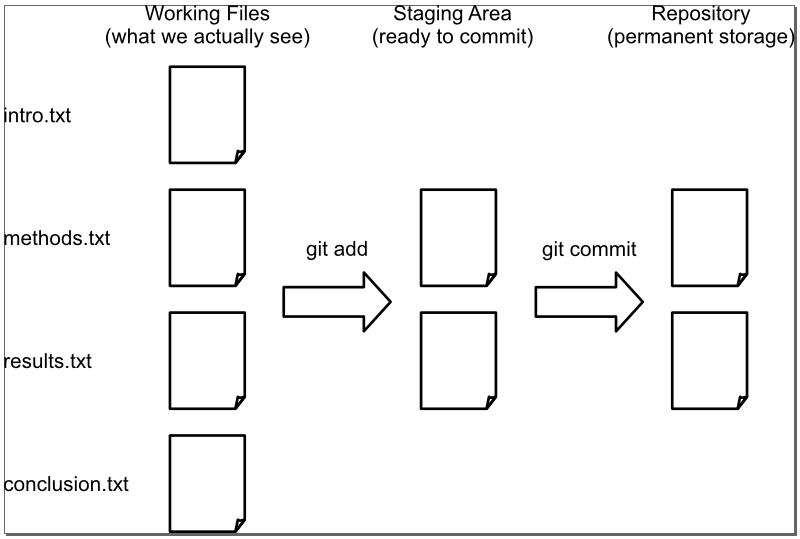 Working Files
(what we actually see)
Staging Area
(ready to commit)
Repository
(permanent storage)
intro.txt
methods.txt
git add
git commit
results.txt
conclusion.txt